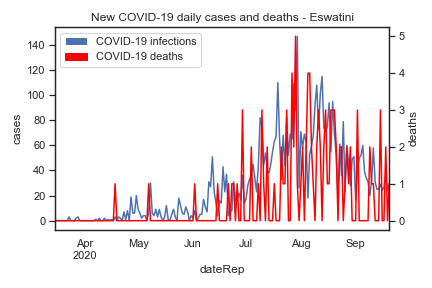 New COVID-19 daily cases and deaths - Eswatini
COVID-19 infections
COVID-19 deaths
cases
140
120
100
80
60
40
20
0
deaths
5
4
3
2
1
0
Apr
2020
May
Jun
Jul
Aug
Sep
dateRep